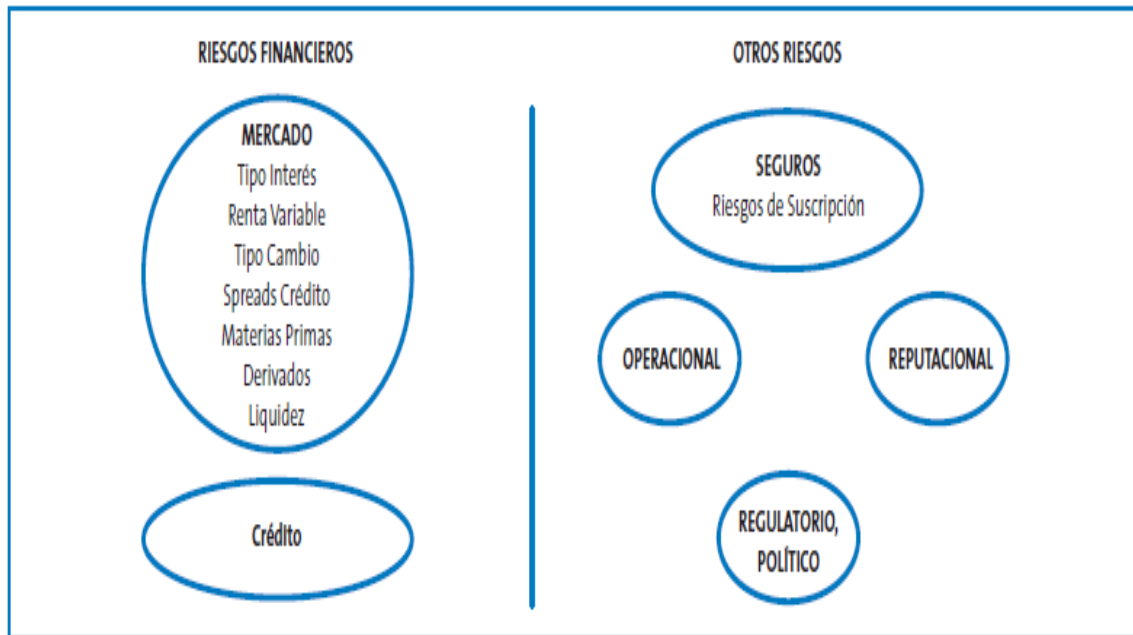 RIESGOS FINANCIEROS
MERCADO
Tipo Interés
Renta Variable
Tipo Cambio
Spreads Crédito
Materias Primas
Derivados
Liquidez
Crédito
OTROS RIESGOS
SEGUROS
Riesgos de Suscripción
OPERACIONAL
REPUTACIONAL
REGULATORIO,
POLÍTICO